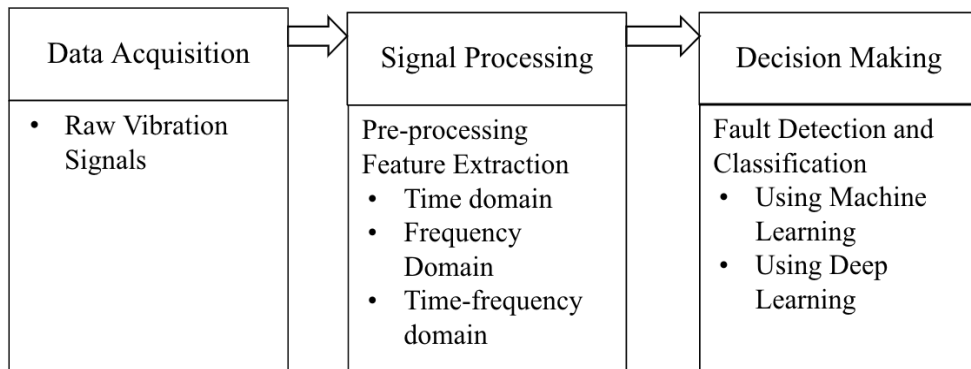 Data Acquisition
• Raw Vibration
Signals
Signal Processing
Pre-processing
Feature Extraction
• Time domain
• Frequency
Domain
• Time-frequency
domain
Decision Making
Fault Detection and
Classification
• Using Machine
Learning
• Using Deep
Learning